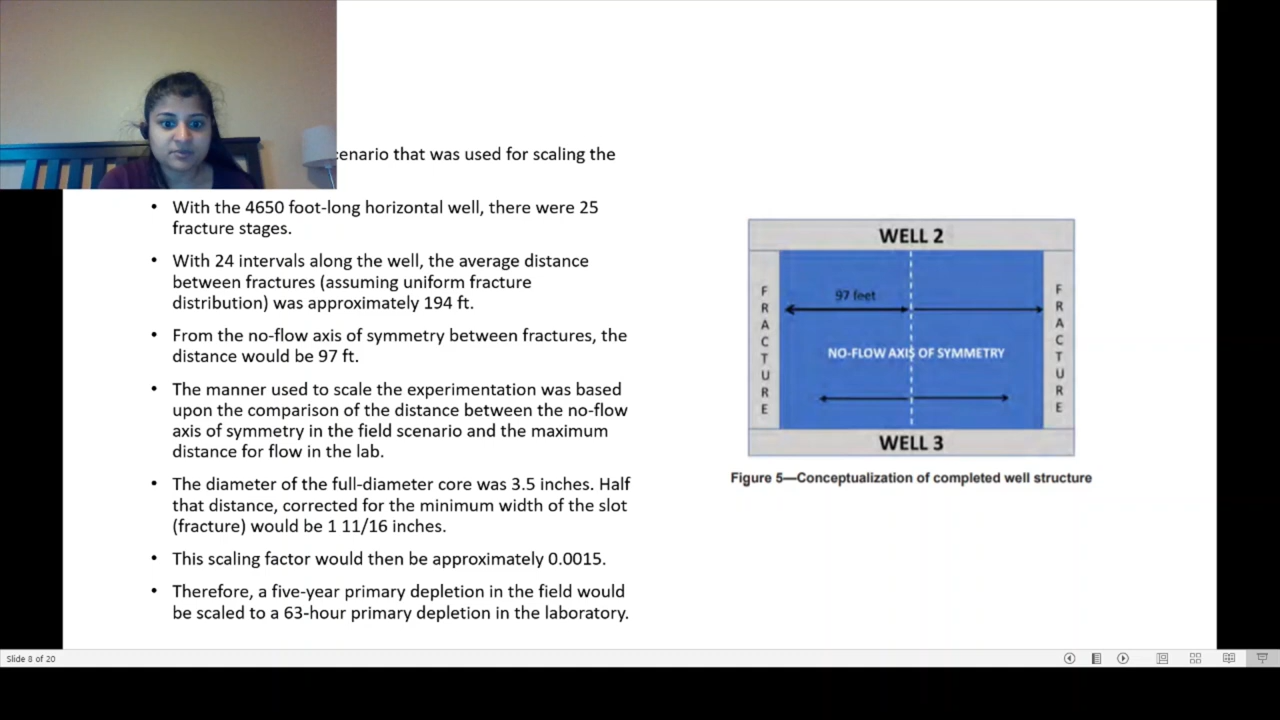 cenario that was used for scaling the
• With the 4650 foot-long horizontal well, there were 25
fracture stages.
• With 24 intervals along the well, the average distance
between fractures (assuming uniform fracture
distribution) was approximately 194 ft.
• From the no-flow axis of symmetry between fractures, the
distance would be 97 ft.
• The manner used to scale the experimentation was based
upon the comparison of the distance between the no-flow
axis of symmetry in the field scenario and the maximum
distance for flow in the lab.
• The diameter of the full-diameter core was 3.5 inches. Half
that distance, corrected for the minimum width of the slot
(fracture) would be 1 11/16 inches.
• This scaling factor would then be approximately 0.0015.
• Therefore, a five-year primary depletion in the field would
be scaled to a 63-hour primary depletion in the laboratory.
WELL 2
FRACTURE
97 feet
NO-FLOW AXIS OF SYMMETRY
FRACTURE
WELL 3
Figure 5—Conceptualization of completed well structure
Slide 8 of 20